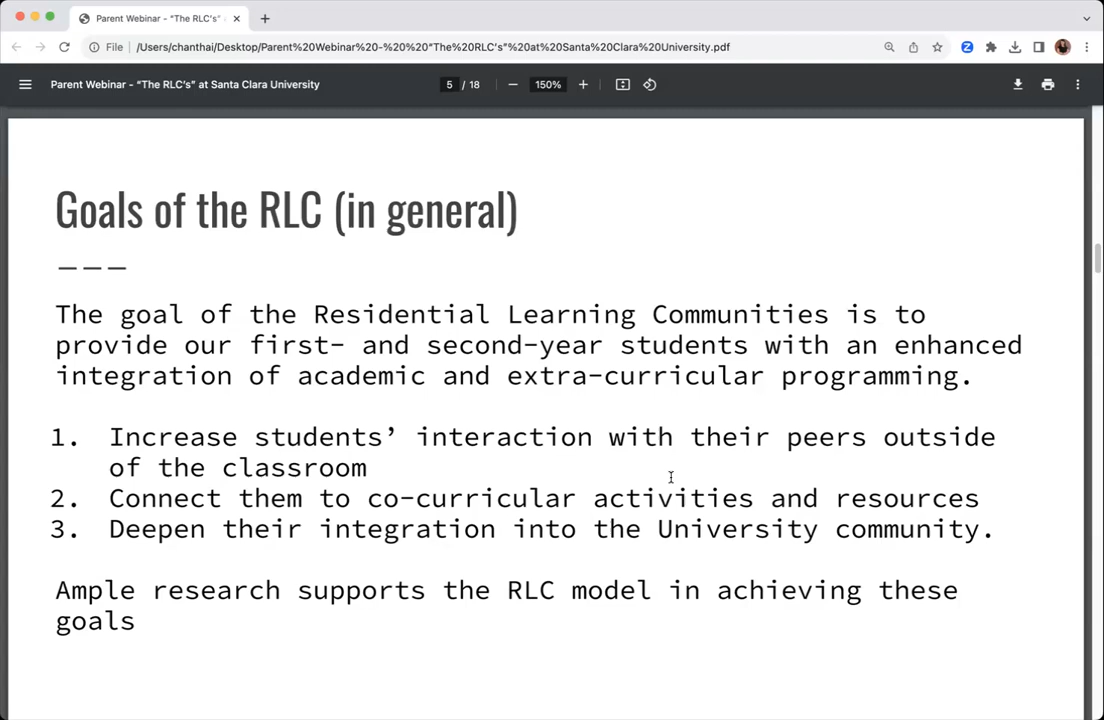 Parent Webinar - "The RLC's"
File /Users/chanthai/Desktop/Parent%20Webinar%20-%20%20"The%20RLC's"%20at%20Santa%20Clara%20University.pdf
Parent Webinar - "The RLC's" at Santa Clara University 5 / 18 − 150% +
Goals of the RLC (in general)
———
The goal of the Residential Learning Communities is to
provide our first- and second-year students with an enhanced
integration of academic and extra-curricular programming.
1. Increase students’ interaction with their peers outside
of the classroom
2. Connect them to co-curricular activities and resources
3. Deepen their integration into the University community.
Ample research supports the RLC model in achieving these
goals